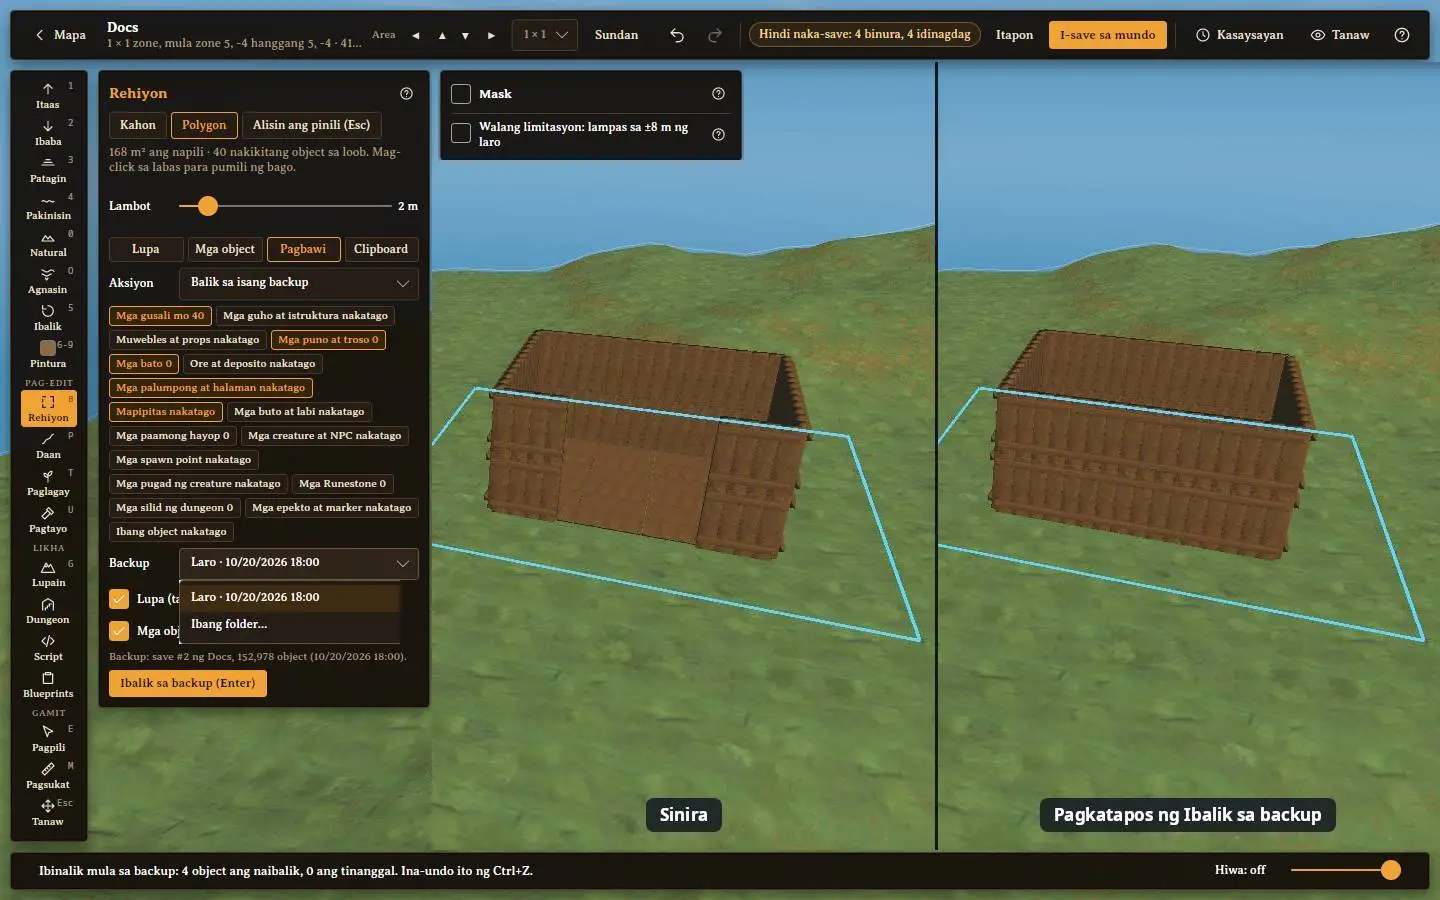 Mapa
Docs
1 × 1 zone, mula zone 5, -4 hanggang 5, -4 · 41…
Area
1 × 1
Sundan
Hindi naka-save: 4 binura, 4 idinagdag
Itapon
I-save sa mundo
Kasaysayan
Tanaw
1
Itaas
2
Ibaba
3
Patagin
4
Pakinisin
0
Natural
O
Agnasin
5
Ibalik
6-9
Pintura
PAG-EDIT
8
Rehiyon
P
Daan
T
Paglagay
U
Pagtayo
LIKHA
G
Lupain
Dungeon
Script
Blueprints
GAMIT
E
Pagpili
M
Pagsukat
Esc
Tanaw
Rehiyon
Kahon
Polygon
Alisin ang pinili (Esc)
168 m² ang napili · 40 nakikitang object sa loob. Mag-
click sa labas para pumili ng bago.
Lambot
2 m
Lupa
Mga object
Pagbawi
Clipboard
Aksiyon
Balik sa isang backup
Mga gusali mo 40
Mga guho at istruktura nakatago
Muwebles at props nakatago
Mga puno at troso 0
Mga bato 0
Ore at deposito nakatago
Mga palumpong at halaman nakatago
Mapipitas nakatago
Mga buto at labi nakatago
Mga paamong hayop 0
Mga creature at NPC nakatago
Mga spawn point nakatago
Mga pugad ng creature nakatago
Mga Runestone 0
Mga silid ng dungeon 0
Mga epekto at marker nakatago
Ibang object nakatago
Backup
Laro · 10/20/2026 18:00
Laro · 10/20/2026 18:00
Ibang folder...
Lupa (ta
Mga obj
Backup: save #2 ng Docs, 152,978 object (10/20/2026 18:00).
Ibalik sa backup (Enter)
Mask
Walang limitasyon: lampas sa ±8 m ng
laro
Sinira
Pagkatapos ng Ibalik sa backup
Ibinalik mula sa backup: 4 object ang naibalik, 0 ang tinanggal. Ina-undo ito ng Ctrl+Z.
Hiwa: off